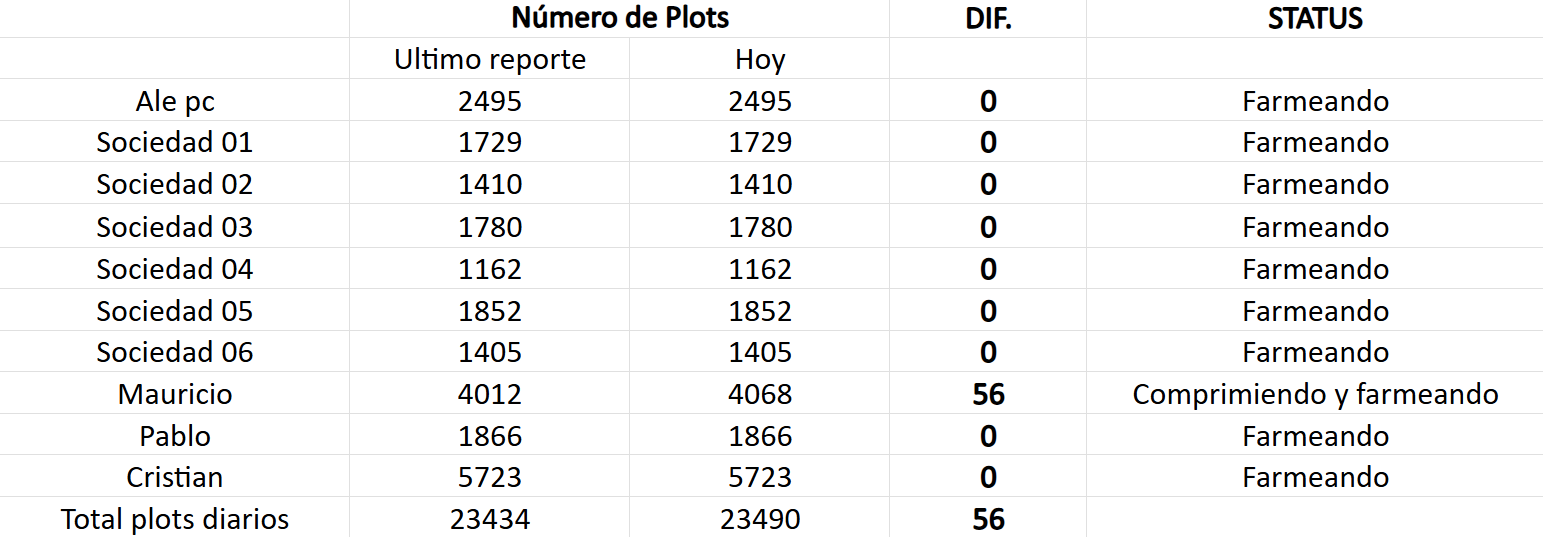 Número de Plots DIF. STATUS
Ultimo reporte Hoy
Ale pc 2495 2495 0 Farmeando
Sociedad 01 1729 1729 0 Farmeando
Sociedad 02 1410 1410 0 Farmeando
Sociedad 03 1780 1780 0 Farmeando
Sociedad 04 1162 1162 0 Farmeando
Sociedad 05 1852 1852 0 Farmeando
Sociedad 06 1405 1405 0 Farmeando
Mauricio 4012 4068 56 Comprimiendo y farmeando
Pablo 1866 1866 0 Farmeando
Cristian 5723 5723 0 Farmeando
Total plots diarios 23434 23490 56